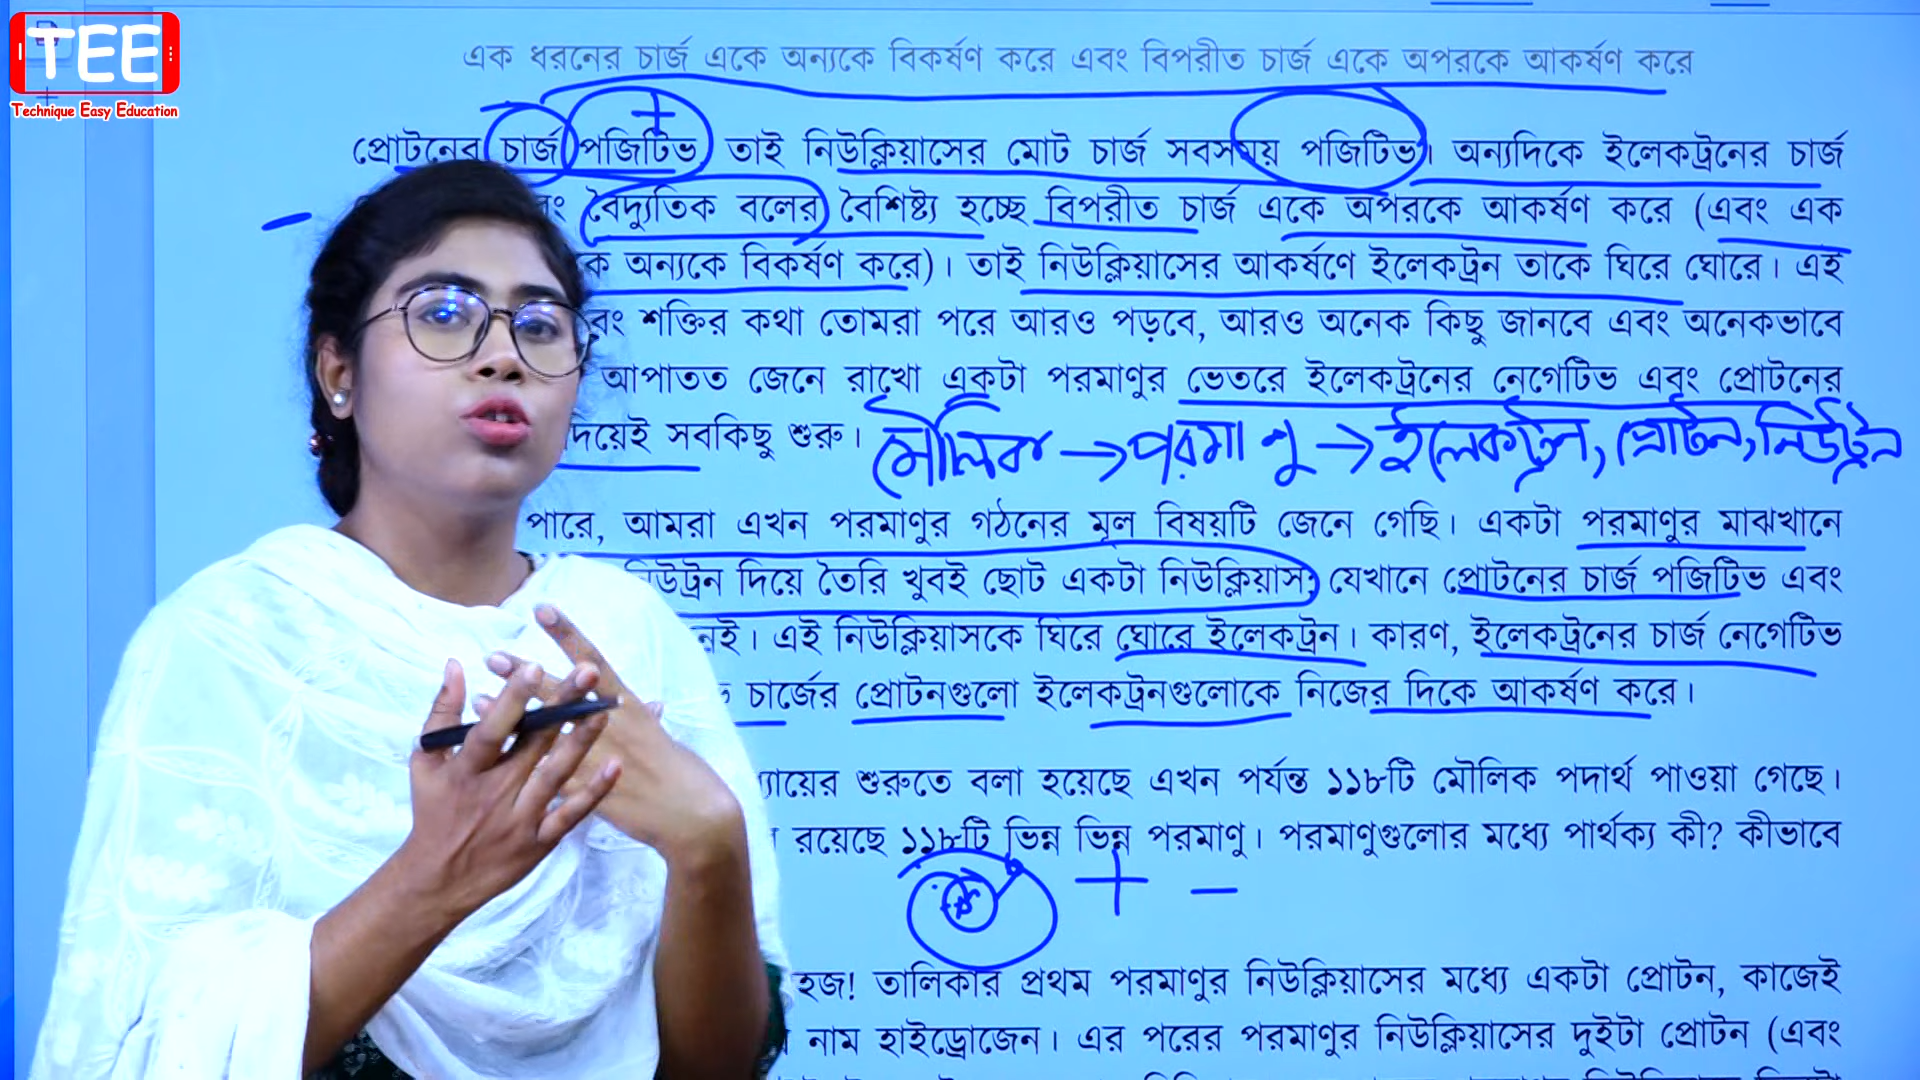 TEE
Technique Easy Education
এক ধরনের চার্জ একে অন্যকে বিকর্ষণ করে এবং বিপরীত চার্জ একে অপরকে আকর্ষণ করে
প্রোটনের চার্জ পজিটিভ, তাই নিউক্লিয়াসের মোট চার্জ সবসময় পজিটিভ। অন্যদিকে ইলেকট্রনের চার্জ
বৈদ্যুতিক বলের বৈশিষ্ট্য হচ্ছে বিপরীত চার্জ একে অপরকে আকর্ষণ করে (এবং এক
অন্যকে বিকর্ষণ করে)। তাই নিউক্লিয়াসের আকর্ষণে ইলেকট্রন তাকে ঘিরে ঘোরে। এই
শক্তির কথা তোমরা পরে আরও পড়বে, আরও অনেক কিছু জানবে এবং অনেকভাবে
আপাতত জেনে রাখো একটা পরমাণুর ভেতরে ইলেকট্রনের নেগেটিভ এবং প্রোটনের
দিয়েই সবকিছু শুরু।
মৌলিক → পরমাণু → ইলেকট্রন, প্রোটন, নিউট্রন
পারে, আমরা এখন পরমাণুর গঠনের মূল বিষয়টি জেনে গেছি। একটা পরমাণুর মাঝখানে
দিয়ে তৈরি খুবই ছোট একটা নিউক্লিয়াস; যেখানে প্রোটনের চার্জ পজিটিভ এবং
এই নিউক্লিয়াসকে ঘিরে ঘোরে ইলেকট্রন। কারণ, ইলেকট্রনের চার্জ নেগেটিভ
চার্জের প্রোটনগুলো ইলেকট্রনগুলোকে নিজের দিকে আকর্ষণ করে।
শুরুতে বলা হয়েছে এখন পর্যন্ত ১১৮টি মৌলিক পদার্থ পাওয়া গেছে।
রয়েছে ১১৮টি ভিন্ন ভিন্ন পরমাণু। পরমাণুগুলোর মধ্যে পার্থক্য কী? কীভাবে
+ −
তালিকার প্রথম পরমাণুর নিউক্লিয়াসের মধ্যে একটা প্রোটন, কাজেই
নাম হাইড্রোজেন। এর পরের পরমাণুর নিউক্লিয়াসের দুইটা প্রোটন (এবং